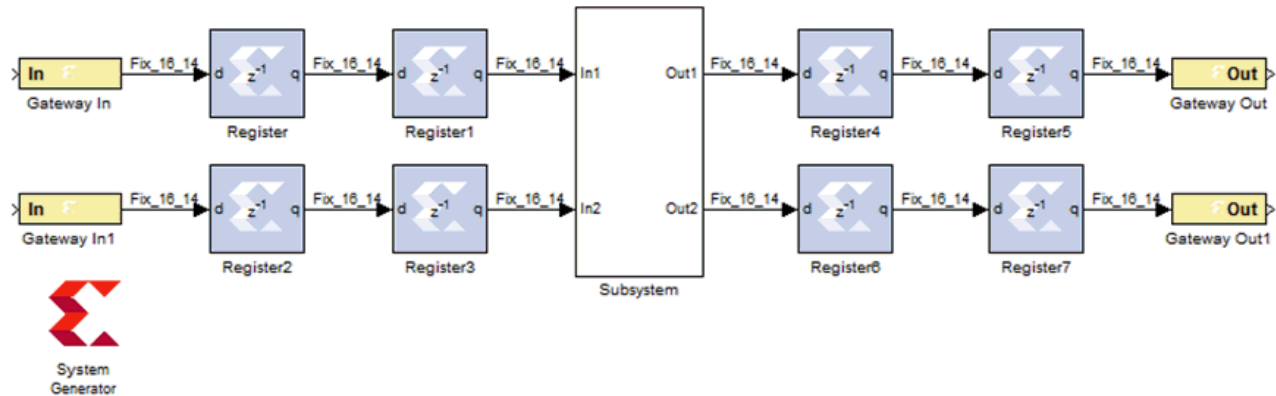 Fix_16_14 Fix_16_14 Fix_16_14 Fix_16_14 Fix_16_14 Fix_16_14
In d z-1 q d z-1 q In1 Out1 d z-1 q d z-1 q Out
Gateway In Gateway Out
Register Register1 Register4 Register5
Fix_16_14 Fix_16_14 Fix_16_14 Fix_16_14 Fix_16_14 Fix_16_14
In d z-1 q d z-1 q In2 Out2 d z-1 q d z-1 q Out
Gateway In1 Gateway Out1
Register2 Register3 Register6 Register7
Subsystem
System
Generator